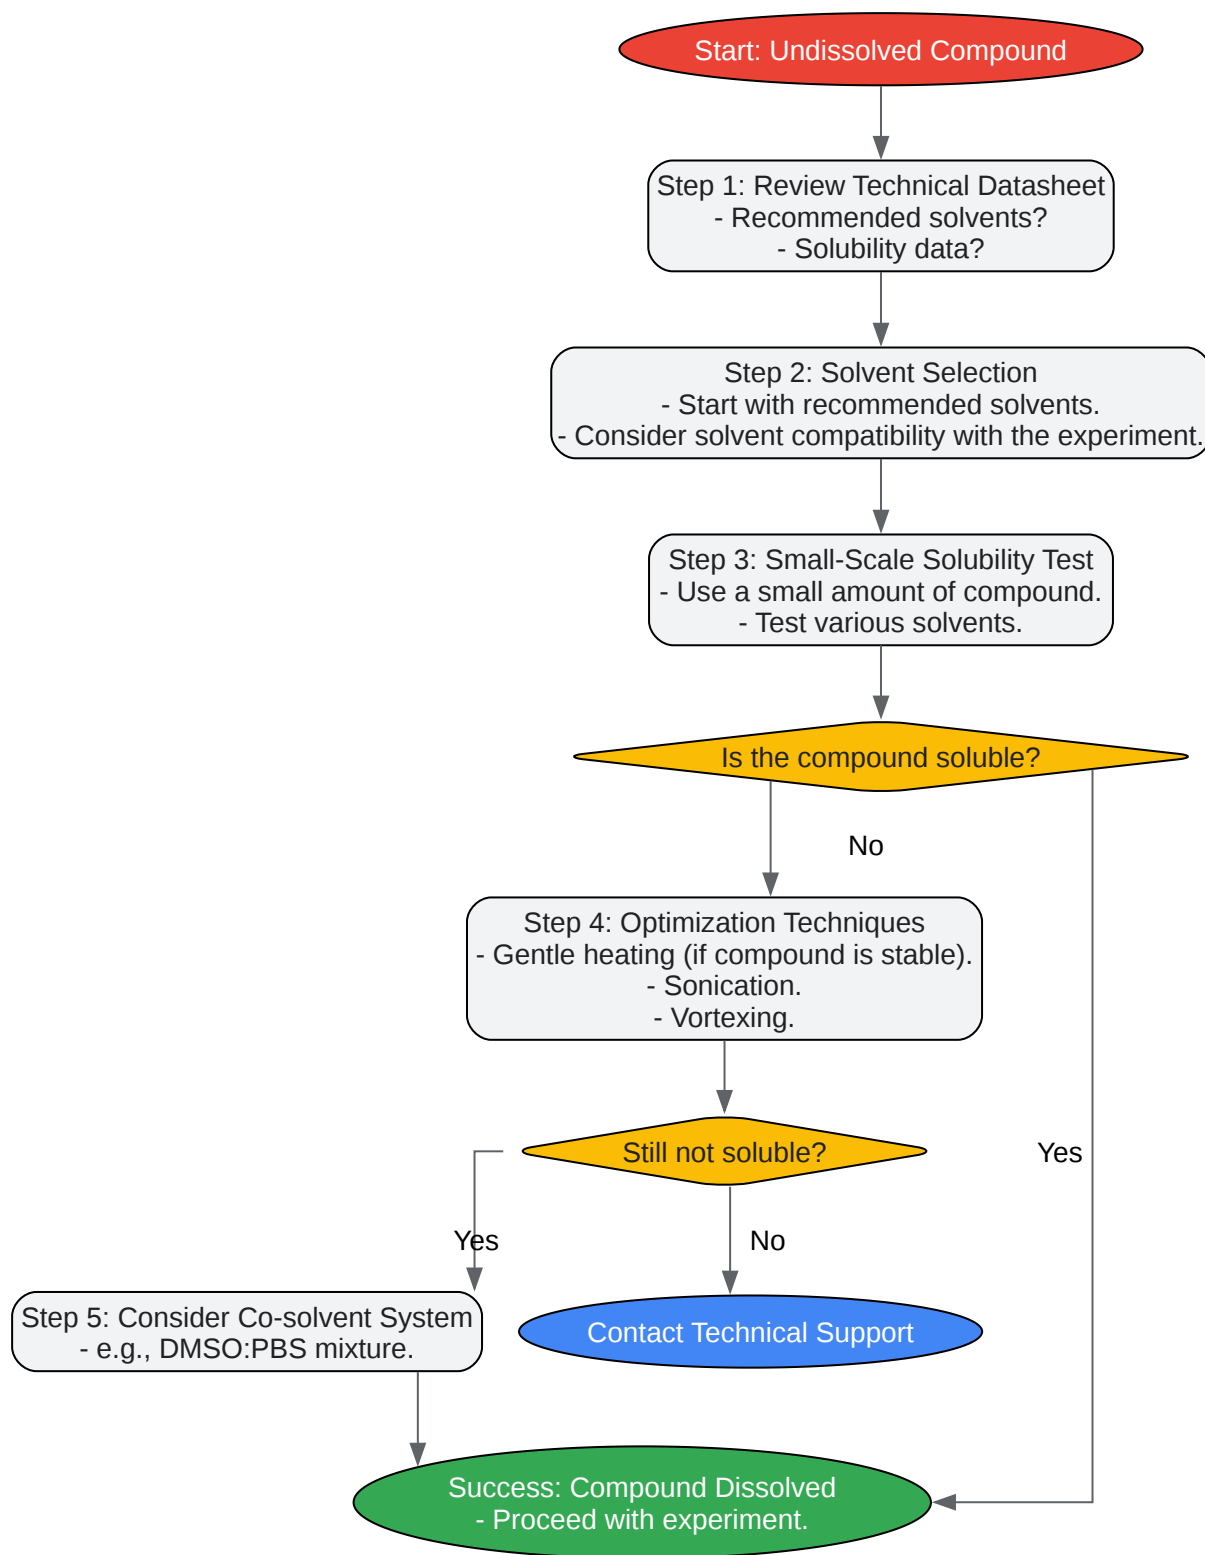 Start: Undissolved Compound
Step 1: Review Technical Datasheet
- Recommended solvents?
- Solubility data?
Step 2: Solvent Selection
- Start with recommended solvents.
- Consider solvent compatibility with the experiment.
Step 3: Small-Scale Solubility Test
- Use a small amount of compound.
- Test various solvents.
Is the compound soluble?
No
Step 4: Optimization Techniques
- Gentle heating (if compound is stable).
- Sonication.
- Vortexing.
Still not soluble?
Yes
Yes
No
Step 5: Consider Co-solvent System
- e.g., DMSO:PBS mixture.
Contact Technical Support
Success: Compound Dissolved
- Proceed with experiment.